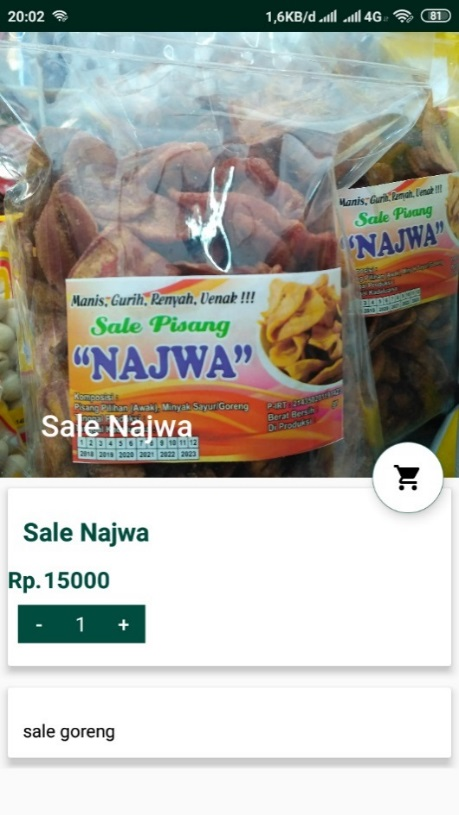 20:02
1,6KB/d 4G 81
Manis, Gurih, Renyah, Uenak !!!
Sale Pisang
"NAJWA"
Manis, Gurih, Renyah, Uenak !!!
Sale Pisang
"NAJWA"
Komposisi
Pisang Pilihan, Awaki, Minyak Sayur/Goreng
P-IRT
Berat Bersih
Di Produksi
1 2 3 4 5 6 7 8 9 10 11 12
2018 2019 2020 2021 2022 2023
Sale Najwa
Sale Najwa
Rp.15000
- 1 +
sale goreng